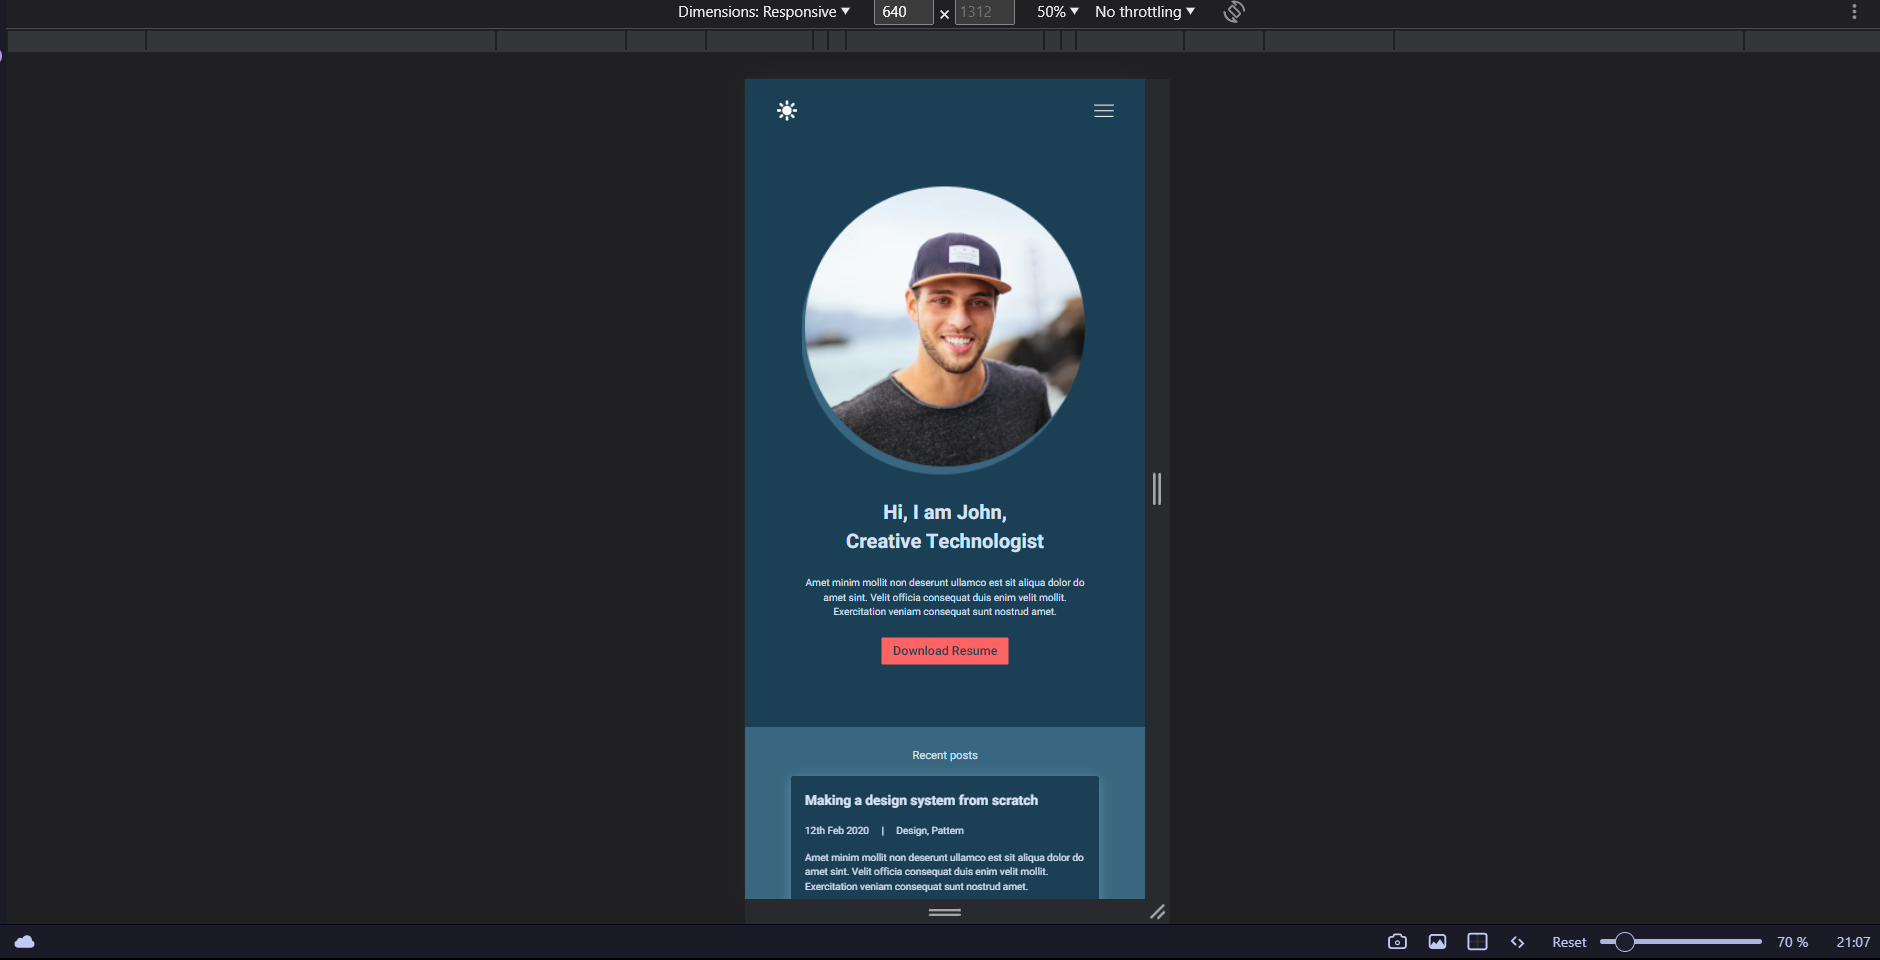 Dimensions: Responsive 640 × 1312 50% No throttling
Hi, I am John,
Creative Technologist
Amet minim mollit non deserunt ullamco est sit aliqua dolor do
amet sint. Velit officia consequat duis enim velit mollit.
Exercitation veniam consequat sunt nostrud amet.
Download Resume
Recent posts
Making a design system from scratch
12th Feb 2020 | Design, Pattern
Amet minim mollit non deserunt ullamco est sit aliqua dolor do
amet sint. Velit officia consequat duis enim velit mollit.
Exercitation veniam consequat sunt nostrud amet.
Reset 70 % 21:07